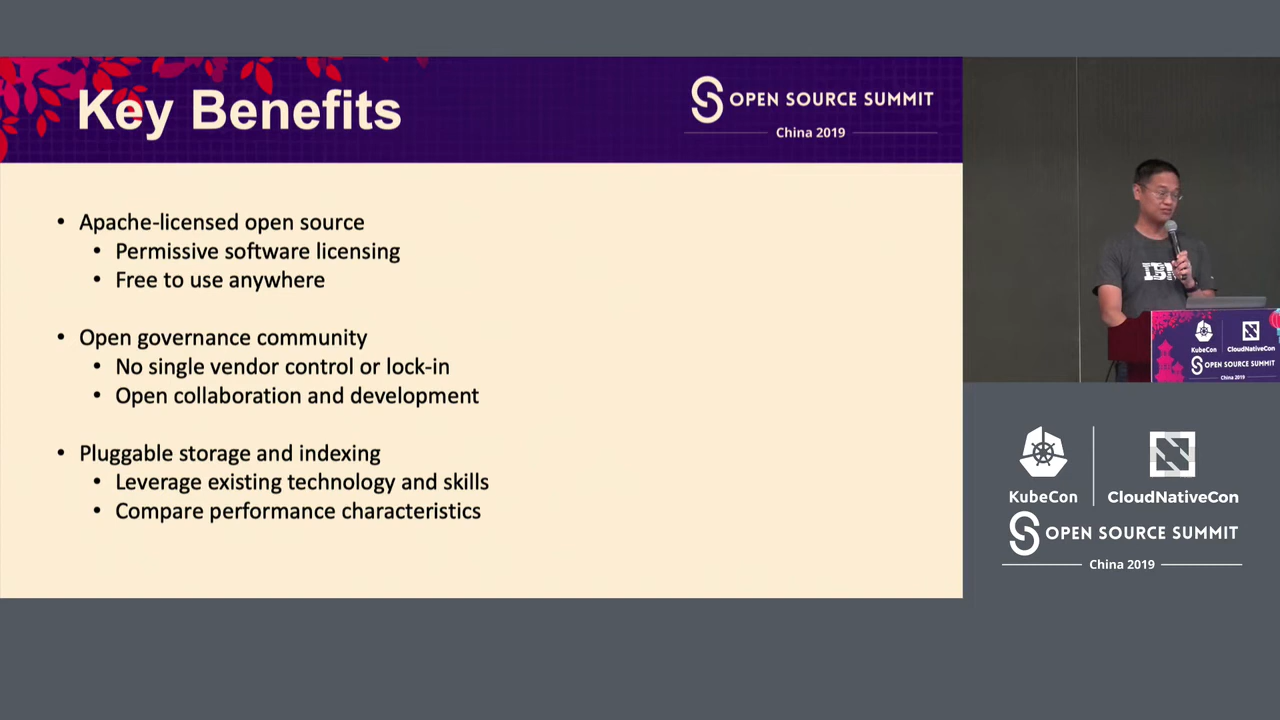 Key Benefits
OPEN SOURCE SUMMIT
China 2019
• Apache-licensed open source
• Permissive software licensing
• Free to use anywhere
• Open governance community
• No single vendor control or lock-in
• Open collaboration and development
• Pluggable storage and indexing
• Leverage existing technology and skills
• Compare performance characteristics
IBM
KubeCon CloudNativeCon
OPEN SOURCE SUMMIT
China 2019
KubeCon CloudNativeCon
OPEN SOURCE SUMMIT
China 2019